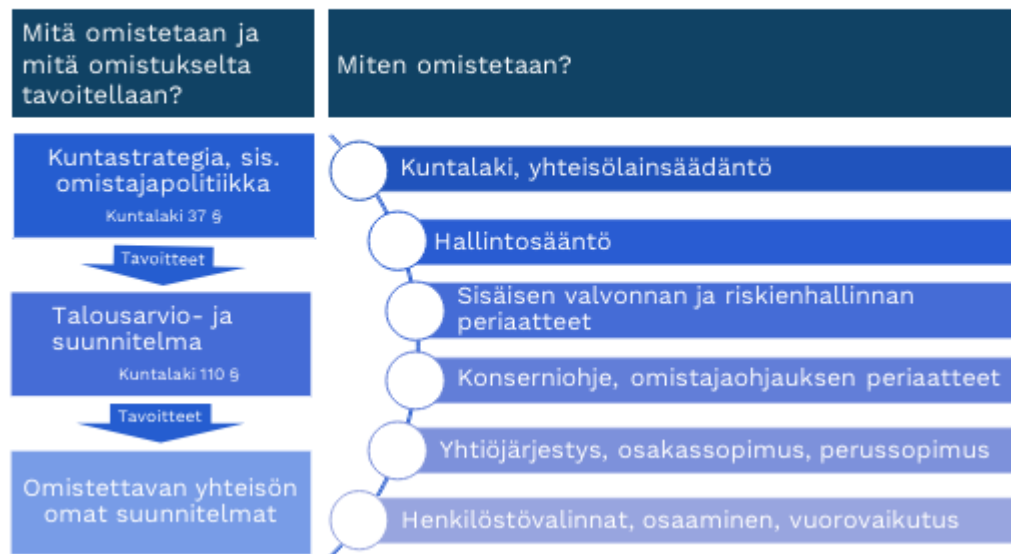 Mitä omistetaan ja
mitä omistukselta
tavoitellaan?
Kuntastrategia, sis.
omistajapolitiikka
Kuntalaki 37 §
Tavoitteet
Talousarvio- ja
suunnitelma
Kuntalaki 110 §
Tavoitteet
Omistettavan yhteisön
omat suunnitelmat
Miten omistetaan?
Kuntalaki, yhteisölainsäädäntö
Hallintosääntö
Sisäisen valvonnan ja riskienhallinnan
periaatteet
Konserniohje, omistajaohjauksen periaatteet
Yhtiöjärjestys, osakassopimus, perussopimus
Henkilöstövalinnat, osaaminen, vuorovaikutus